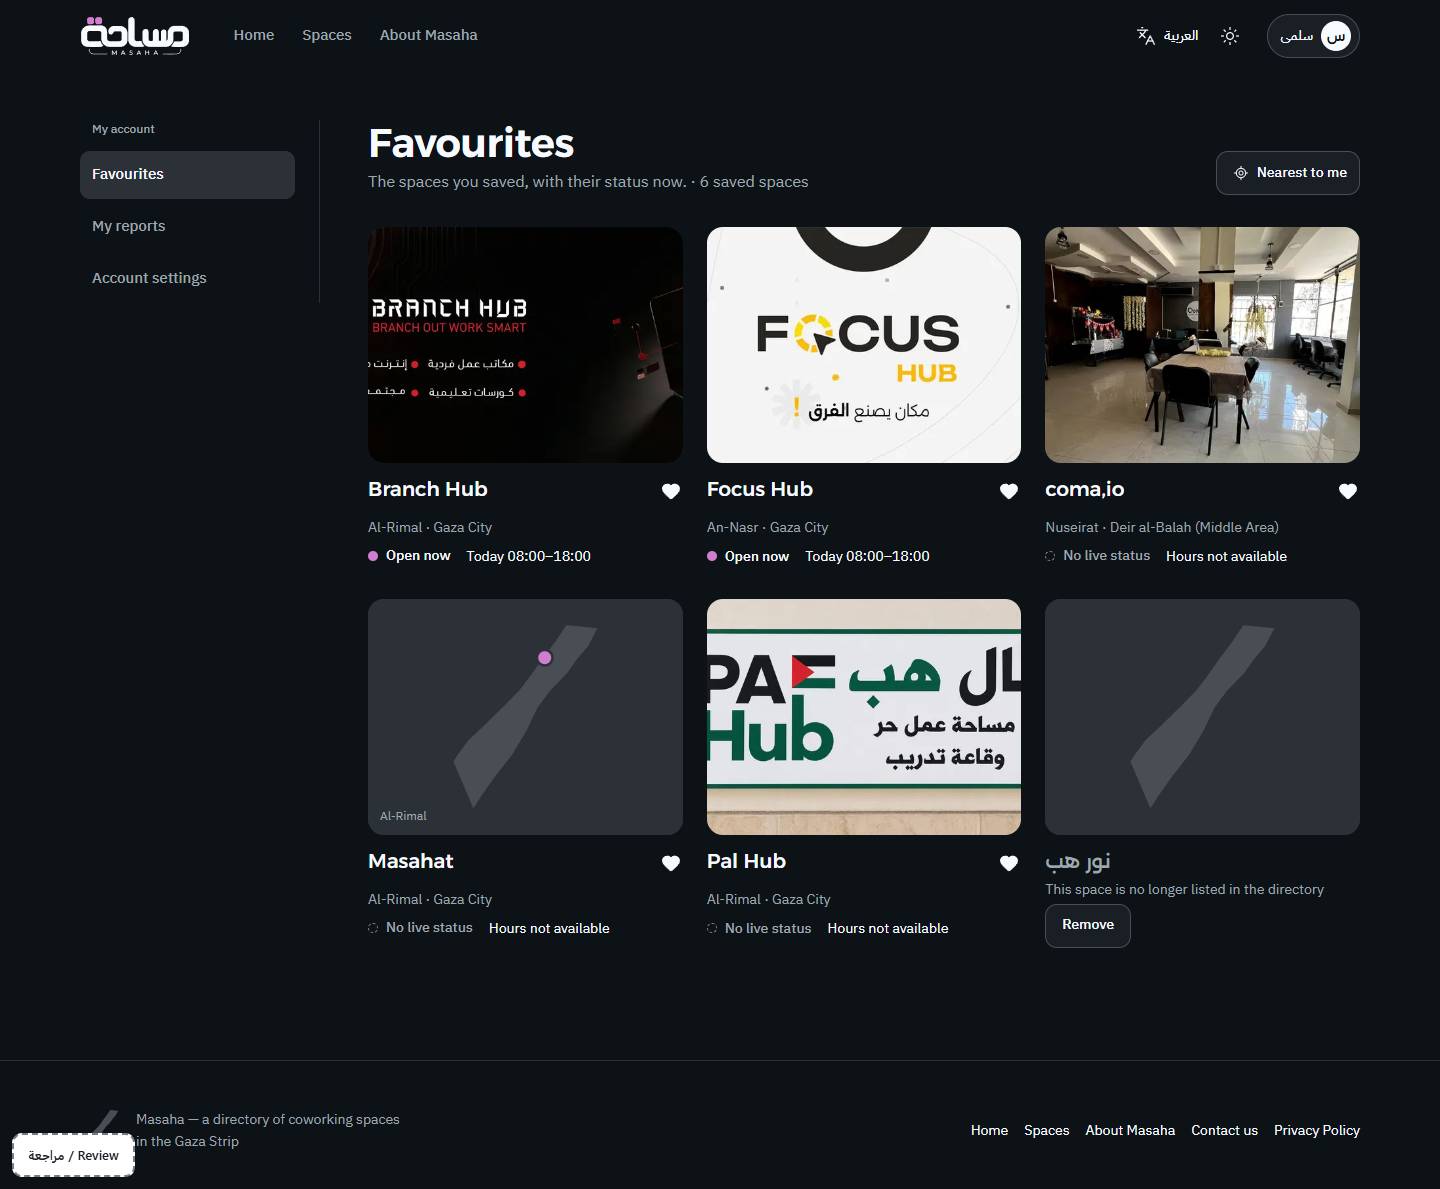 مساحة
MASAHA
Home
Spaces
About Masaha
العربية
سلمى
س
My account
Favourites
My reports
Account settings
Favourites
The spaces you saved, with their status now. · 6 saved spaces
Nearest to me
BRANCH HUB
BRANCH OUT WORK SMART
مكاتب عمل فردية
كورسات تعليمية
FOCUS
HUB
مكان يصنع الفرق !
Branch Hub
Al-Rimal · Gaza City
Open now Today 08:00–18:00
Focus Hub
An-Nasr · Gaza City
Open now Today 08:00–18:00
coma,io
Nuseirat · Deir al-Balah (Middle Area)
No live status Hours not available
Al-Rimal
PAL
Hub
ـال هب
مساحة عمل حر
وقاعة تدريب
Masahat
Al-Rimal · Gaza City
No live status Hours not available
Pal Hub
Al-Rimal · Gaza City
No live status Hours not available
نور هب
This space is no longer listed in the directory
Remove
Masaha — a directory of coworking spaces
in the Gaza Strip
Home
Spaces
About Masaha
Contact us
Privacy Policy
مراجعة / Review